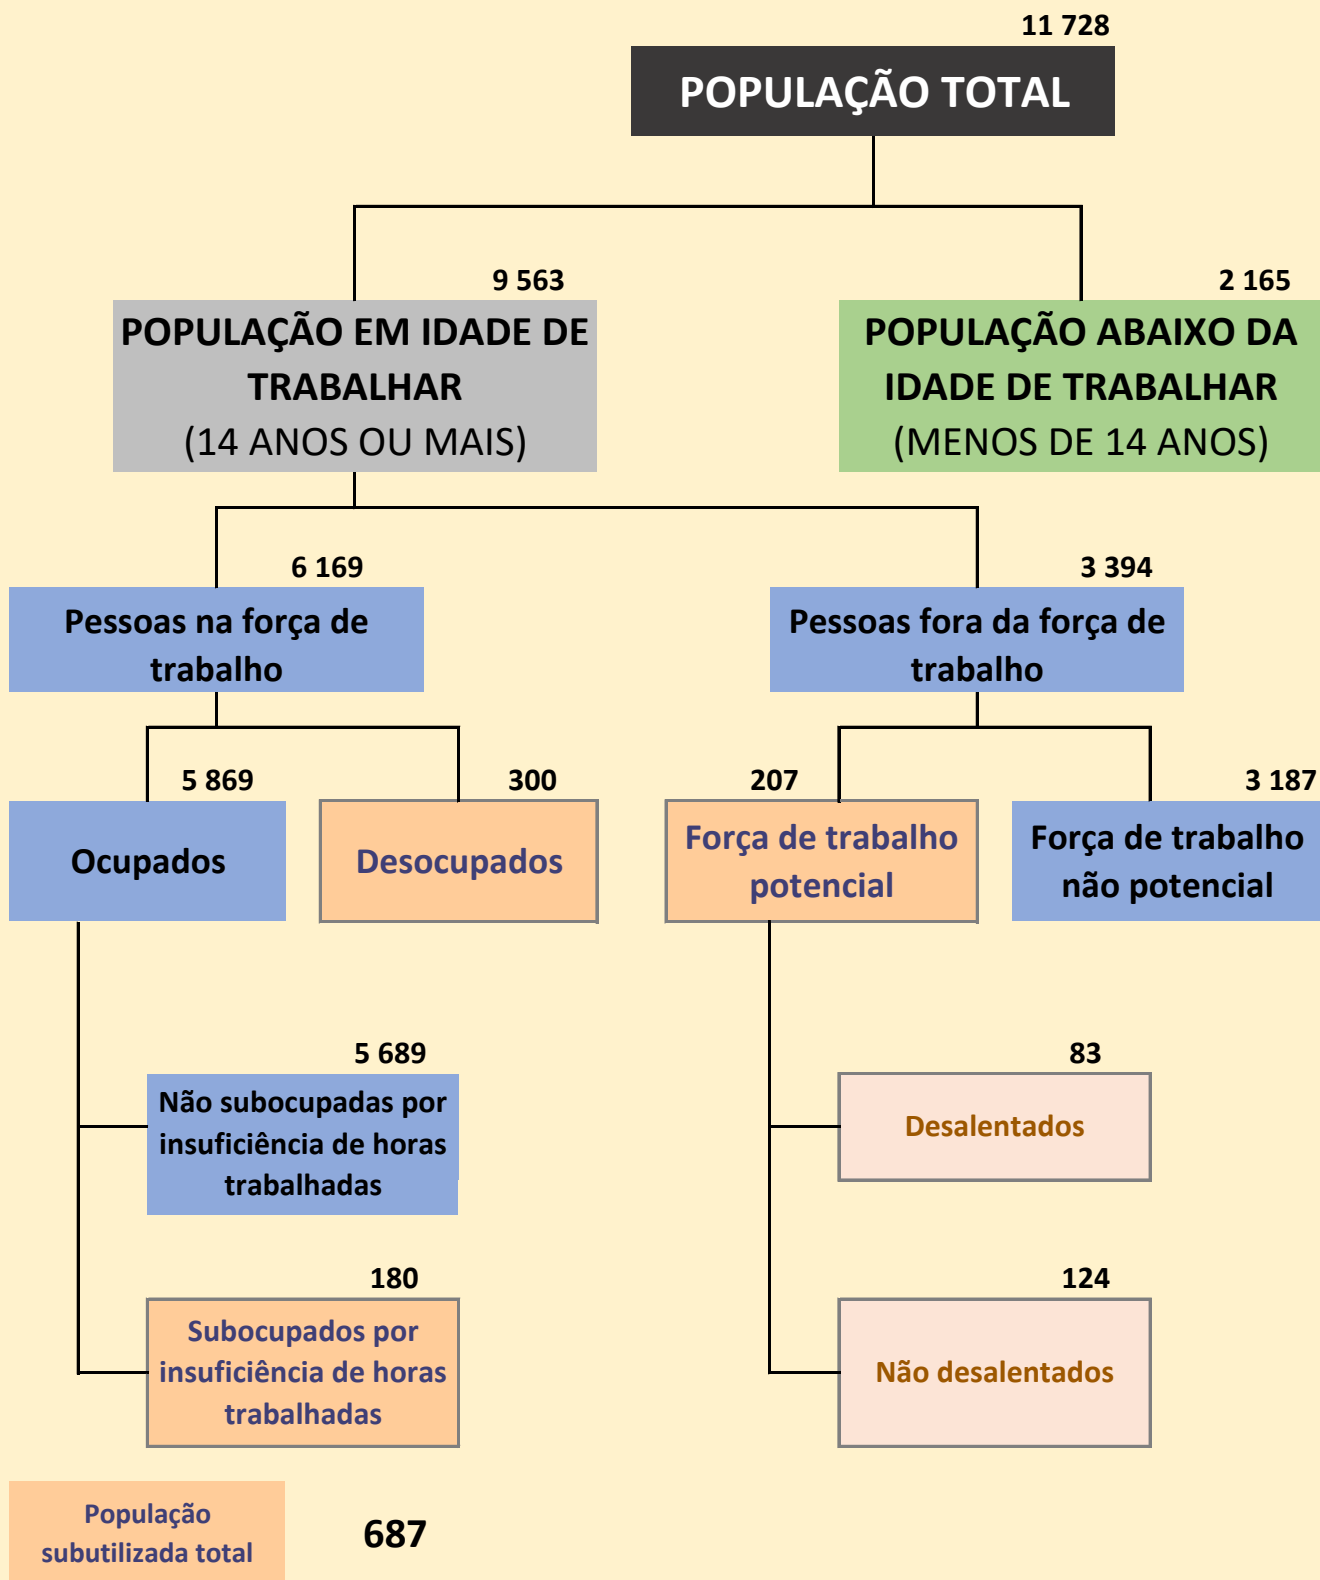 11 728
POPULAÇÃO TOTAL
9 563
POPULAÇÃO EM IDADE DE
TRABALHAR
(14 ANOS OU MAIS)
2 165
POPULAÇÃO ABAIXO DA
IDADE DE TRABALHAR
(MENOS DE 14 ANOS)
6 169
Pessoas na força de
trabalho
3 394
Pessoas fora da força de
trabalho
5 869
Ocupados
300
Desocupados
207
Força de trabalho
potencial
3 187
Força de trabalho
não potencial
5 689
Não subocupadas por
insuficiência de horas
trabalhadas
83
Desalentados
180
Subocupados por
insuficiência de horas
trabalhadas
124
Não desalentados
População
subutilizada total
687